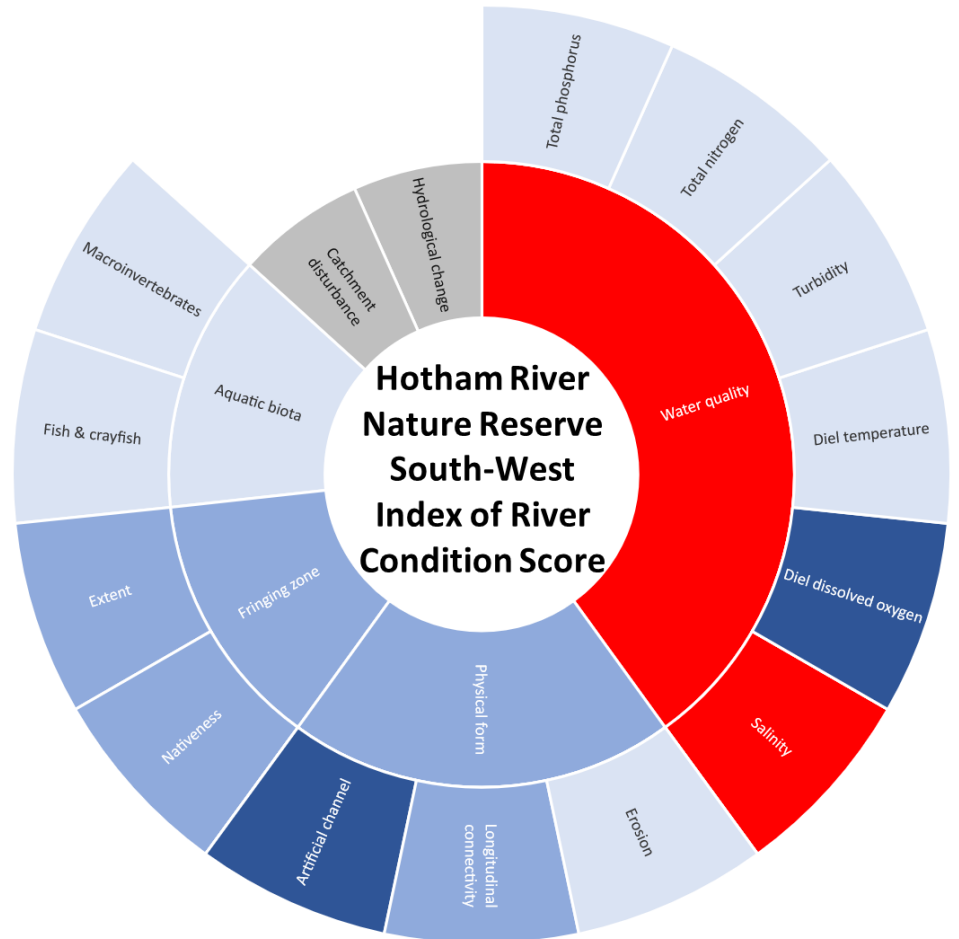 Hotham River
Nature Reserve
South-West
Index of River
Condition Score
Water quality
Physical form
Fringing zone
Aquatic biota
Catchment
disturbance
Hydrological change
Total phosphorus
Total nitrogen
Turbidity
Diel temperature
Diel dissolved oxygen
Salinity
Erosion
Longitudinal
connectivity
Artificial channel
Nativeness
Extent
Fish & crayfish
Macroinvertebrates